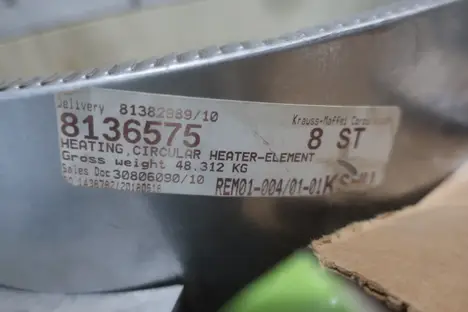 Delivery 81382889/10
Krauss-Maffei
8136575
8 ST
HEATING,CIRCULAR HEATER-ELEMENT
Gross weight 48.312 KG
Sales Doc 30806090/10
REM01-004/01-01